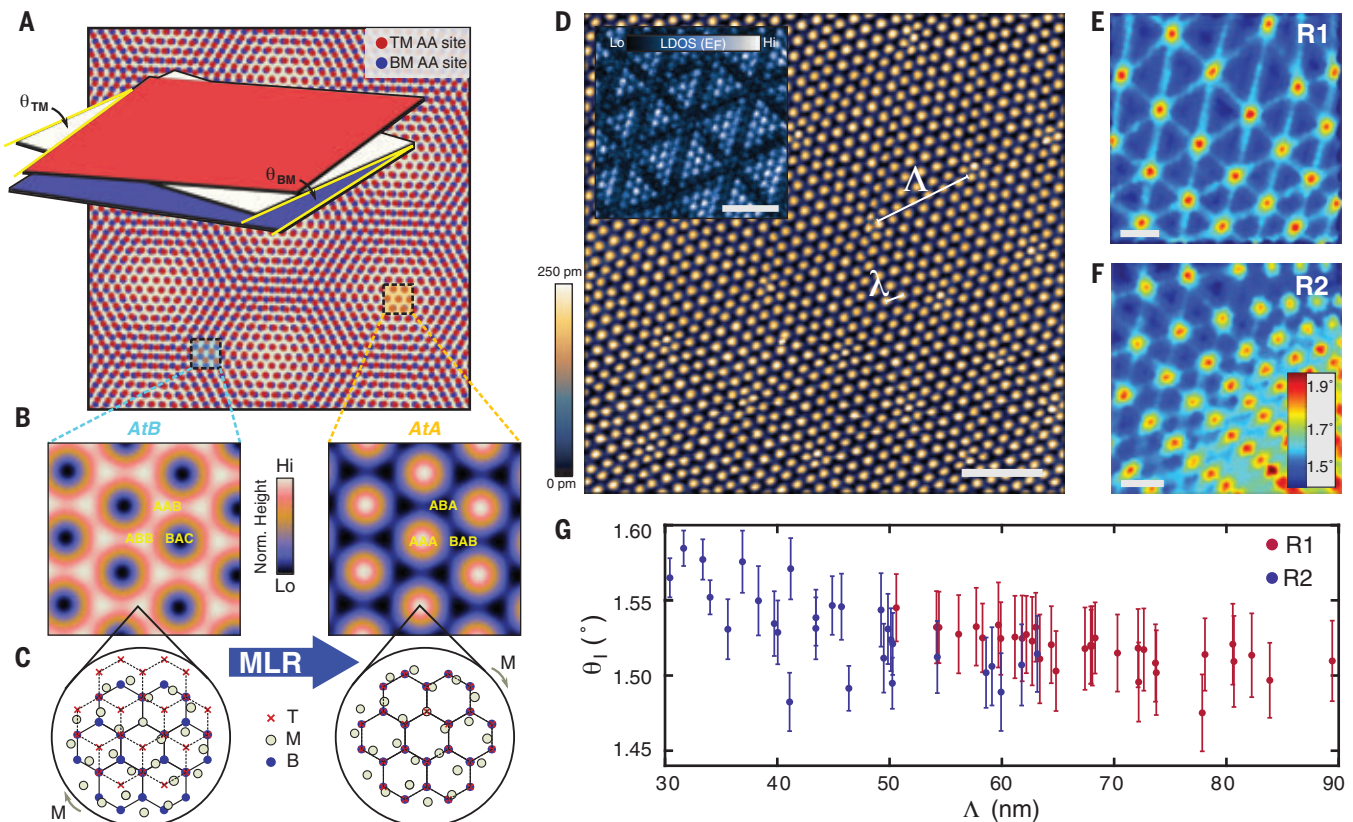 A
TM AA site
BM AA site
θTM
θBM
B
AtB
AtA
Hi
Norm. Height
Lo
AAB
ABB
BAC
ABA
AAA
BAB
C
MLR
M
M
T
M
B
D
Lo
LDOS (EF)
Hi
Λ
λ
250 pm
0 pm
E
R1
F
R2
1.9°
1.7°
1.5°
G
R1
R2
θI (°)
1.60
1.55
1.50
1.45
30
40
50
60
70
80
90
Λ (nm)